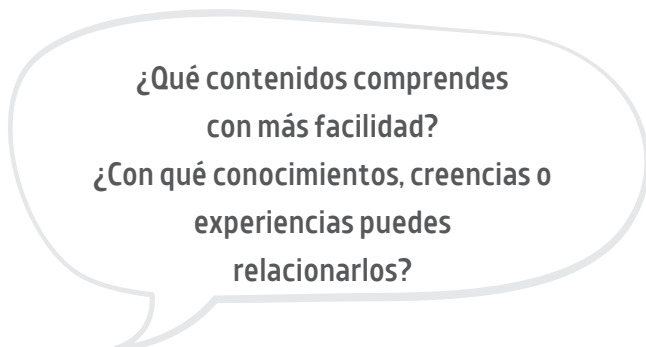 ¿Qué contenidos comprendes
con más facilidad?
¿Con qué conocimientos, creencias o
experiencias puedes
relacionarlos?